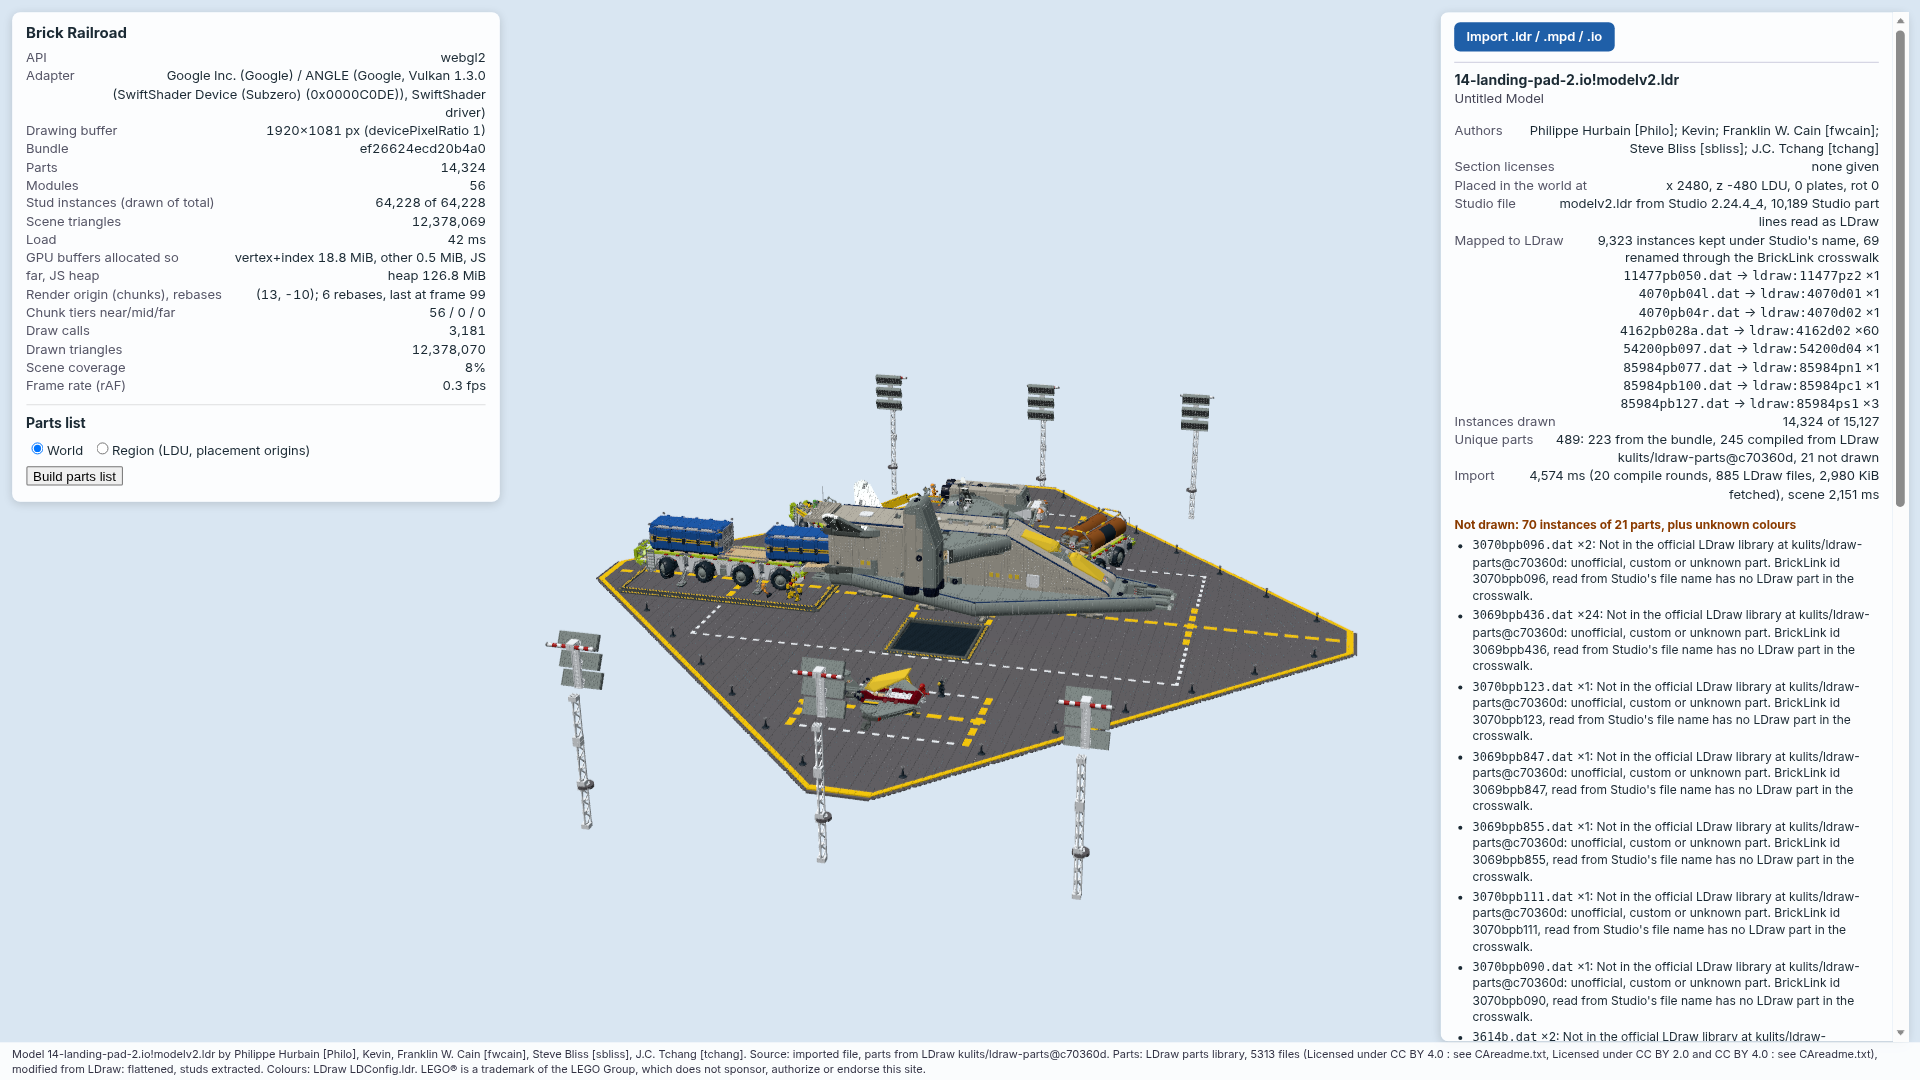 Brick Railroad
API webgl2
Adapter Google Inc. (Google) / ANGLE (Google, Vulkan 1.3.0
(SwiftShader Device (Subzero) (0x0000C0DE)), SwiftShader
driver)
Drawing buffer 1920×1081 px (devicePixelRatio 1)
Bundle ef26624ecd20b4a0
Parts 14,324
Modules 56
Stud instances (drawn of total) 64,228 of 64,228
Scene triangles 12,378,069
Load 42 ms
GPU buffers allocated so vertex+index 18.8 MiB, other 0.5 MiB, JS
far, JS heap heap 126.8 MiB
Render origin (chunks), rebases (13, -10); 6 rebases, last at frame 99
Chunk tiers near/mid/far 56 / 0 / 0
Draw calls 3,181
Drawn triangles 12,378,070
Scene coverage 8%
Frame rate (rAF) 0.3 fps
Parts list
World Region (LDU, placement origins)
Build parts list
Import .ldr / .mpd / .io
14-landing-pad-2.io!modelv2.ldr
Untitled Model
Authors Philippe Hurbain [Philo]; Kevin; Franklin W. Cain [fwcain];
Steve Bliss [sbliss]; J.C. Tchang [tchang]
Section licenses none given
Placed in the world at x 2480, z -480 LDU, 0 plates, rot 0
Studio file modelv2.ldr from Studio 2.24.4_4, 10,189 Studio part
lines read as LDraw
Mapped to LDraw 9,323 instances kept under Studio's name, 69
renamed through the BrickLink crosswalk
11477pb050.dat → ldraw:11477pz2 ×1
4070pb04l.dat → ldraw:4070d01 ×1
4070pb04r.dat → ldraw:4070d02 ×1
4162pb028a.dat → ldraw:4162d02 ×60
54200pb097.dat → ldraw:54200d04 ×1
85984pb077.dat → ldraw:85984pn1 ×1
85984pb100.dat → ldraw:85984pc1 ×1
85984pb127.dat → ldraw:85984ps1 ×3
Instances drawn 14,324 of 15,127
Unique parts 489: 223 from the bundle, 245 compiled from LDraw
kulits/ldraw-parts@c70360d, 21 not drawn
Import 4,574 ms (20 compile rounds, 885 LDraw files, 2,980 KiB
fetched), scene 2,151 ms
Not drawn: 70 instances of 21 parts, plus unknown colours
• 3070bpb096.dat ×2: Not in the official LDraw library at kulits/ldraw-
parts@c70360d: unofficial, custom or unknown part. BrickLink id
3070bpb096, read from Studio's file name has no LDraw part in the
crosswalk.
• 3069bpb436.dat ×24: Not in the official LDraw library at kulits/ldraw-
parts@c70360d: unofficial, custom or unknown part. BrickLink id
3069bpb436, read from Studio's file name has no LDraw part in the
crosswalk.
• 3070bpb123.dat ×1: Not in the official LDraw library at kulits/ldraw-
parts@c70360d: unofficial, custom or unknown part. BrickLink id
3070bpb123, read from Studio's file name has no LDraw part in the
crosswalk.
• 3069bpb847.dat ×1: Not in the official LDraw library at kulits/ldraw-
parts@c70360d: unofficial, custom or unknown part. BrickLink id
3069bpb847, read from Studio's file name has no LDraw part in the
crosswalk.
• 3069bpb855.dat ×1: Not in the official LDraw library at kulits/ldraw-
parts@c70360d: unofficial, custom or unknown part. BrickLink id
3069bpb855, read from Studio's file name has no LDraw part in the
crosswalk.
• 3070bpb111.dat ×1: Not in the official LDraw library at kulits/ldraw-
parts@c70360d: unofficial, custom or unknown part. BrickLink id
3070bpb111, read from Studio's file name has no LDraw part in the
crosswalk.
• 3070bpb090.dat ×1: Not in the official LDraw library at kulits/ldraw-
parts@c70360d: unofficial, custom or unknown part. BrickLink id
3070bpb090, read from Studio's file name has no LDraw part in the
crosswalk.
• 3614b.dat ×2: Not in the official LDraw library at kulits/ldraw-
Model 14-landing-pad-2.io!modelv2.ldr by Philippe Hurbain [Philo], Kevin, Franklin W. Cain [fwcain], Steve Bliss [sbliss], J.C. Tchang [tchang]. Source: imported file, parts from LDraw kulits/ldraw-parts@c70360d. Parts: LDraw parts library, 5313 files (Licensed under CC BY 4.0 : see CAreadme.txt, Licensed under CC BY 2.0 and CC BY 4.0 : see CAreadme.txt),
modified from LDraw: flattened, studs extracted. Colours: LDraw LDConfig.ldr. LEGO® is a trademark of the LEGO Group, which does not sponsor, authorize or endorse this site.